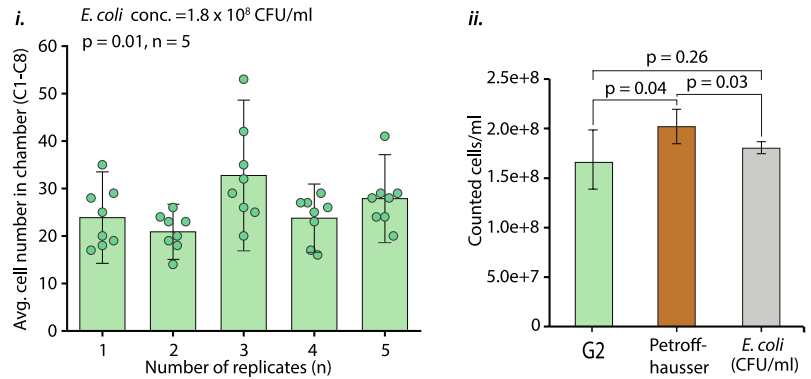 i.
E. coli conc. =1.8 x 10⁸ CFU/ml
p = 0.01, n = 5
60
50
40
30
20
10
0
Avg. cell number in chamber (C1-C8)
1 2 3 4 5
Number of replicates (n)
ii.
p = 0.26
p = 0.04
p = 0.03
2.5e+8
2.0e+8
1.5e+8
1.0e+8
5.0e+7
0
Counted cells/ml
G2
Petroff-
hausser
E. coli
(CFU/ml)